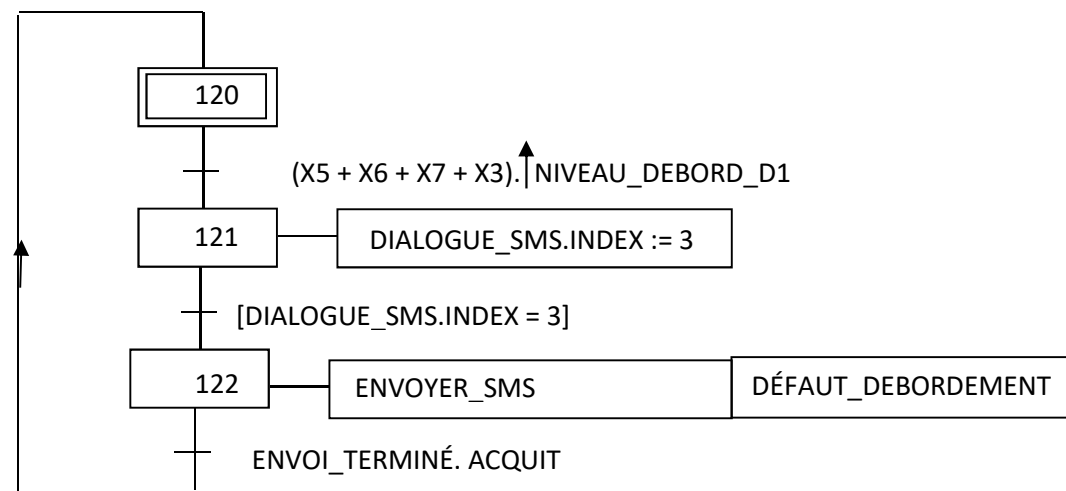 120
(X5 + X6 + X7 + X3).↑NIVEAU_DEBORD_D1
121 DIALOGUE_SMS.INDEX := 3
[DIALOGUE_SMS.INDEX = 3]
122 ENVOYER_SMS DÉFAUT_DEBORDEMENT
ENVOI_TERMINÉ. ACQUIT